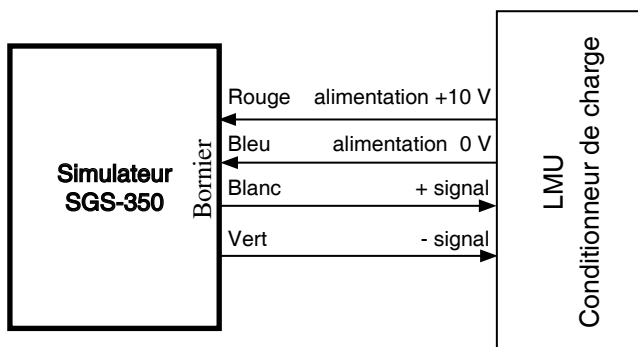 Simulateur
SGS-350
Bornier
Rouge alimentation +10 V
Bleu alimentation 0 V
Blanc + signal
Vert - signal
LMU
Conditionneur de charge